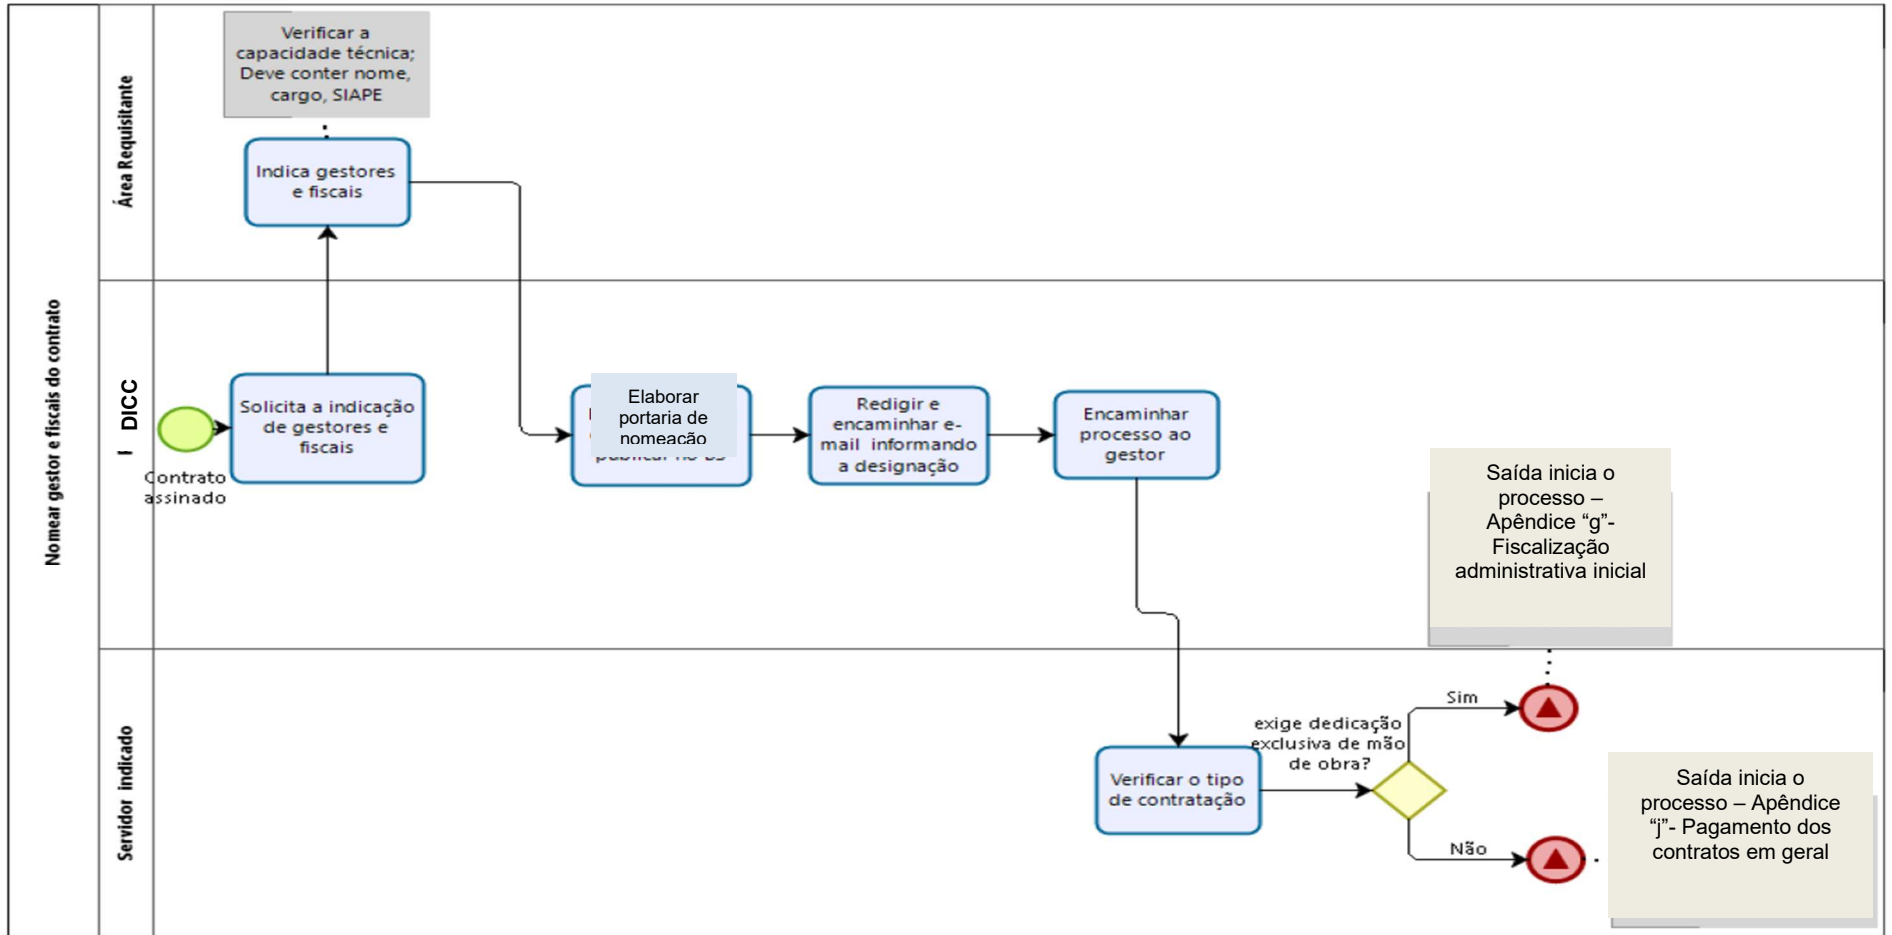 Nomear gestor e fiscais do contrato
Área Requisitante
Verificar a
capacidade técnica;
Deve conter nome,
cargo, SIAPE
Indica gestores
e fiscais
DICC
Contrato
assinado
Solicita a indicação
de gestores e
fiscais
Elaborar
portaria de
nomeação
publicar no BS
Redigir e
encaminhar e-
mail informando
a designação
Encaminhar
processo ao
gestor
Saída inicia o
processo –
Apêndice “g”-
Fiscalização
administrativa inicial
Servidor indicado
Verificar o tipo
de contratação
exige dedicação
exclusiva de mão
de obra?
Sim
Não
Saída inicia o
processo – Apêndice
“j”- Pagamento dos
contratos em geral